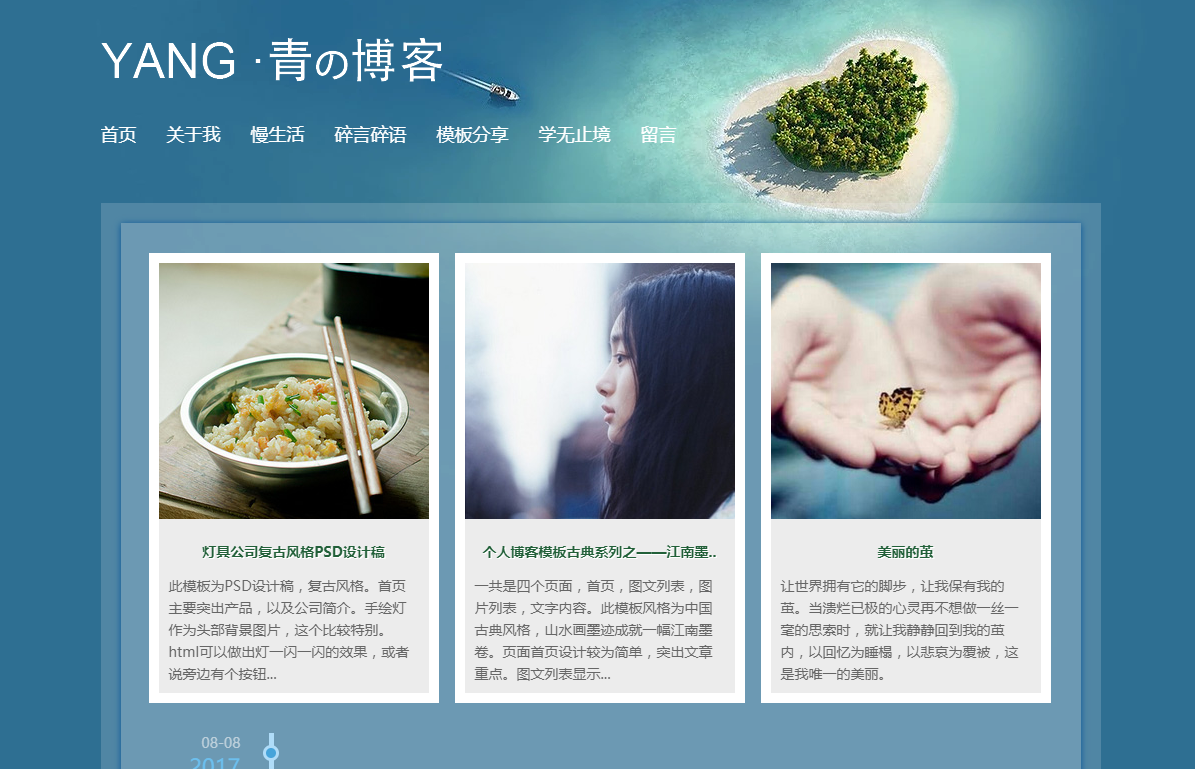 YANG ·青の博客
首页 关于我 慢生活 碎言碎语 模板分享 学无止境 留言
灯具公司复古风格PSD设计稿
此模板为PSD设计稿，复古风格。首页
主要突出产品，以及公司简介。手绘灯
作为头部背景图片，这个比较特别。
html可以做出灯一闪一闪的效果，或者
说旁边有个按钮...
个人博客模板古典系列之——江南墨..
一共是四个页面，首页，图文列表，图
片列表，文字内容。此模板风格为中国
古典风格，山水画墨迹成就一幅江南墨
卷。页面首页设计较为简单，突出文章
重点。图文列表显示...
美丽的茧
让世界拥有它的脚步，让我保有我的
茧。当溃烂已极的心灵再不想做一丝一
毫的思索时，就让我静静回到我的茧
内，以回忆为睡榻，以悲哀为覆被，这
是我唯一的美丽。
08-08
2017